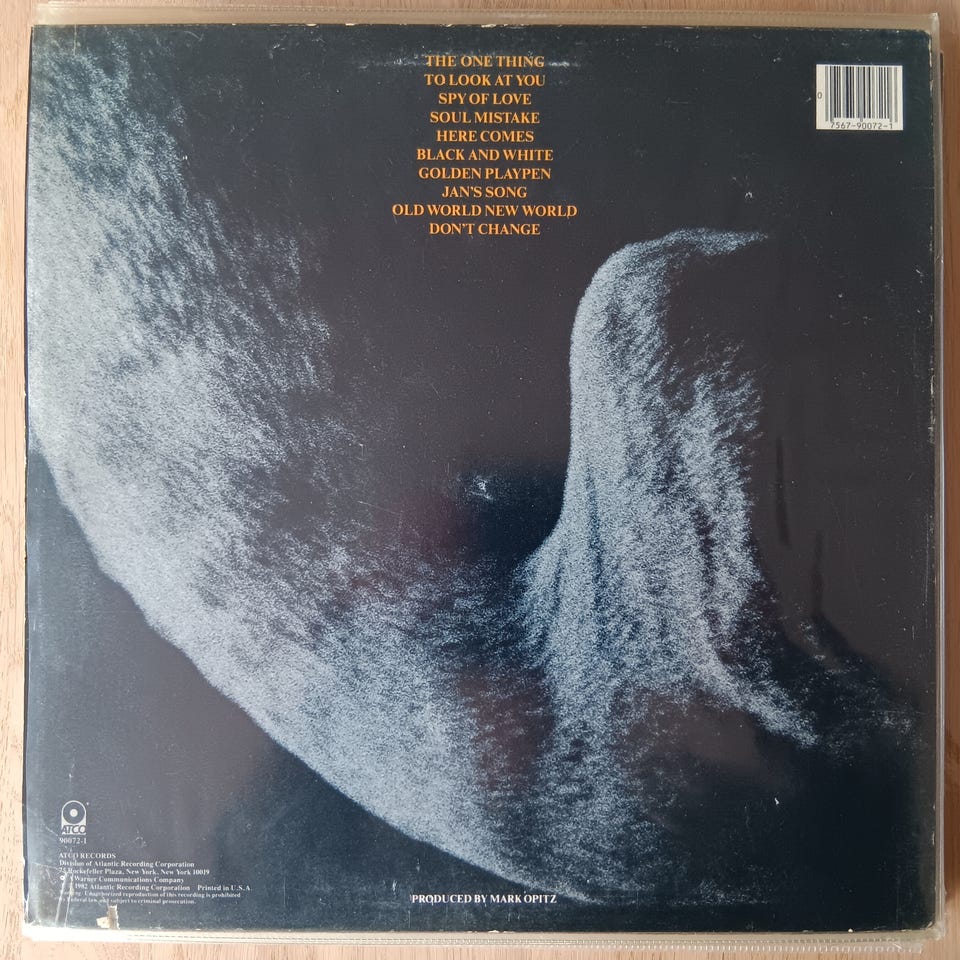 THE ONE THING
TO LOOK AT YOU
SPY OF LOVE
SOUL MISTAKE
HERE COMES
BLACK AND WHITE
GOLDEN PLAYPEN
JAN'S SONG
OLD WORLD NEW WORLD
DON'T CHANGE
0
7567-90072-1
ATCO
90072-1
ATCO RECORDS
Division of Atlantic Recording Corporation
75 Rockefeller Plaza, New York, New York 10019
A Warner Communications Company
1982 Atlantic Recording Corporation Printed in U.S.A.
Warning: Unauthorized reproduction of this recording is prohibited
by Federal law and subject to criminal prosecution.
PRODUCED BY MARK OPITZ